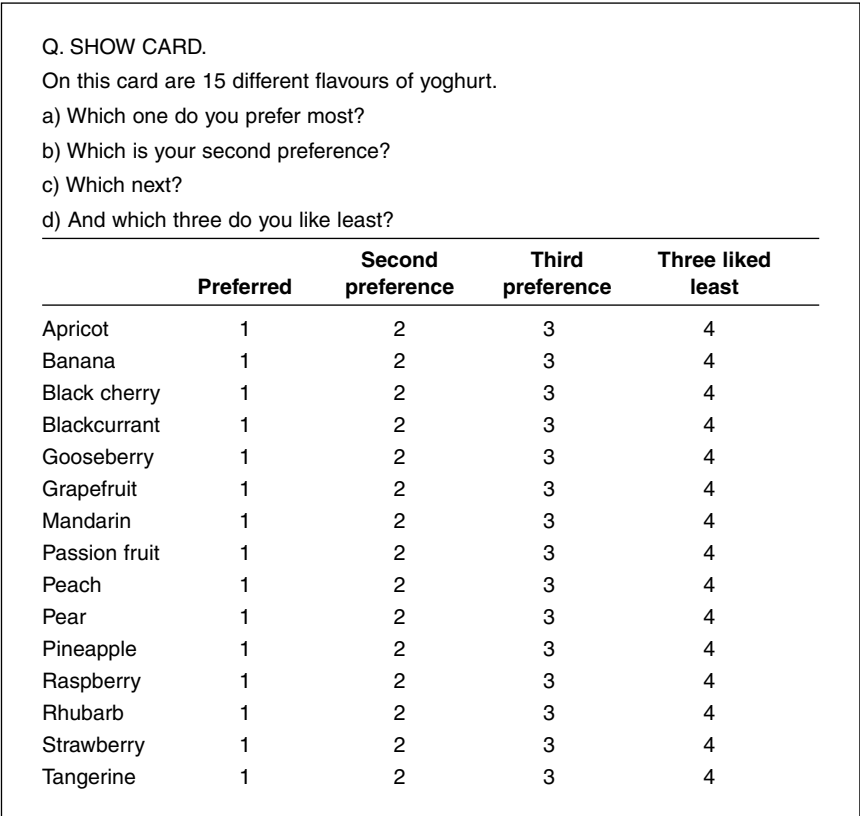 Q. SHOW CARD.
On this card are 15 different flavours of yoghurt.
a) Which one do you prefer most?
b) Which is your second preference?
c) Which next?
d) And which three do you like least?
Second Third Three liked
Preferred preference preference least
Apricot 1 2 3 4
Banana 1 2 3 4
Black cherry 1 2 3 4
Blackcurrant 1 2 3 4
Gooseberry 1 2 3 4
Grapefruit 1 2 3 4
Mandarin 1 2 3 4
Passion fruit 1 2 3 4
Peach 1 2 3 4
Pear 1 2 3 4
Pineapple 1 2 3 4
Raspberry 1 2 3 4
Rhubarb 1 2 3 4
Strawberry 1 2 3 4
Tangerine 1 2 3 4